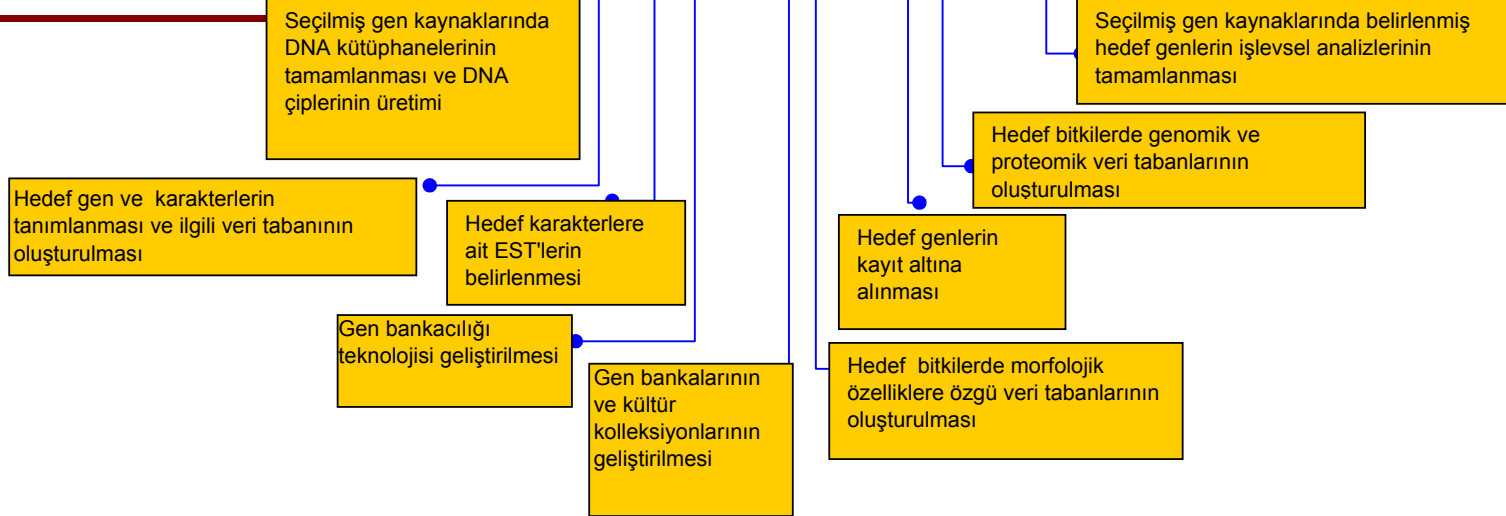 Seçilmiş gen kaynaklarında
DNA kütüphanelerinin
tamamlanması ve DNA
çiplerinin üretimi
Seçilmiş gen kaynaklarında belirlenmiş
hedef genlerin işlevsel analizlerinin
tamamlanması
Hedef bitkilerde genomik ve
proteomik veri tabanlarının
oluşturulması
Hedef gen ve  karakterlerin
tanımlanması ve ilgili veri tabanının
oluşturulması
Hedef karakterlere
ait EST'lerin
belirlenmesi
Hedef genlerin
kayıt altına
alınması
Gen bankacılığı
teknolojisi geliştirilmesi
Gen bankalarının
ve kültür
kolleksiyonlarının
geliştirilmesi
Hedef  bitkilerde morfolojik
özelliklere özgü veri tabanlarının
oluşturulması